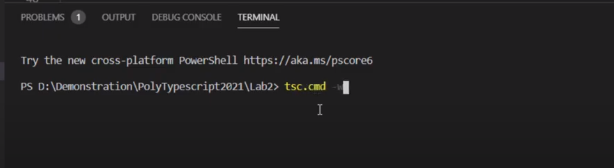 PROBLEMS 1 OUTPUT DEBUG CONSOLE TERMINAL
Try the new cross-platform PowerShell https://aka.ms/pscore6
PS D:\Demonstration\PolyTypescript2021\Lab2> tsc.cmd -w